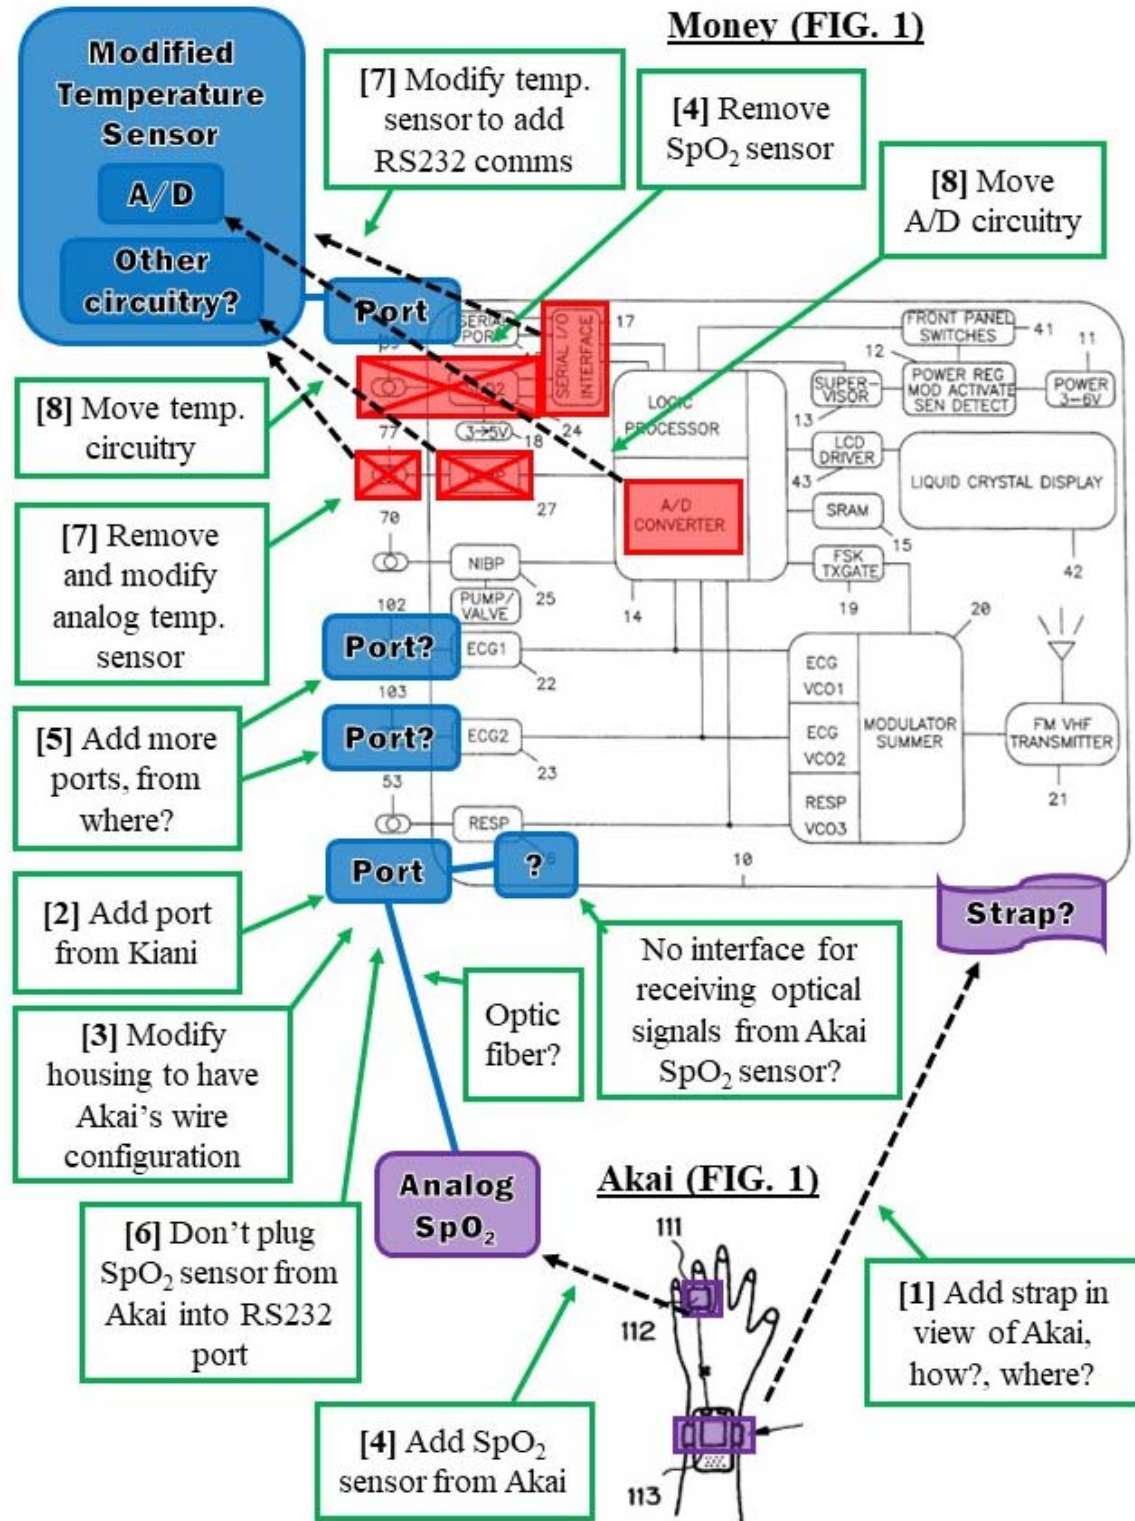 Money (FIG. 1)
Modified
Temperature
Sensor
A/D
Other
circuitry?
[7] Modify temp.
sensor to add
RS232 comms
[4] Remove
SpO₂ sensor
[8] Move
A/D circuitry
Port
SERIAL
SERIAL I/O
INTERFACE
17
FRONT PANEL
SWITCHES
41
11
12
SUPER-
VISOR
13
POWER REG
MOD ACTIVATE
SEN DETECT
POWER
3-6V
[8] Move temp.
circuitry
24
77
3→5V
18
LOGIC
PROCESSOR
LCD
DRIVER
43
LIQUID CRYSTAL DISPLAY
42
27
A/D
CONVERTER
SRAM
15
[7] Remove
and modify
analog temp.
sensor
70
NIBP
25
PUMP/
VALVE
14
FSK
TXGATE
19
20
102
Port?
ECG1
22
ECG
VCO1
[5] Add more
ports, from
where?
103
Port?
ECG2
23
ECG
VCO2
MODULATOR
SUMMER
FM VHF
TRANSMITTER
21
53
RESP
RESP
VCO3
10
Port
?
[2] Add port
from Kiani
Strap?
No interface for
receiving optical
signals from Akai
SpO₂ sensor?
Optic
fiber?
[3] Modify
housing to have
Akai's wire
configuration
Analog
SpO₂
Akai (FIG. 1)
[6] Don't plug
SpO₂ sensor from
Akai into RS232
port
111
112
113
[1] Add strap in
view of Akai,
how?, where?
[4] Add SpO₂
sensor from Akai